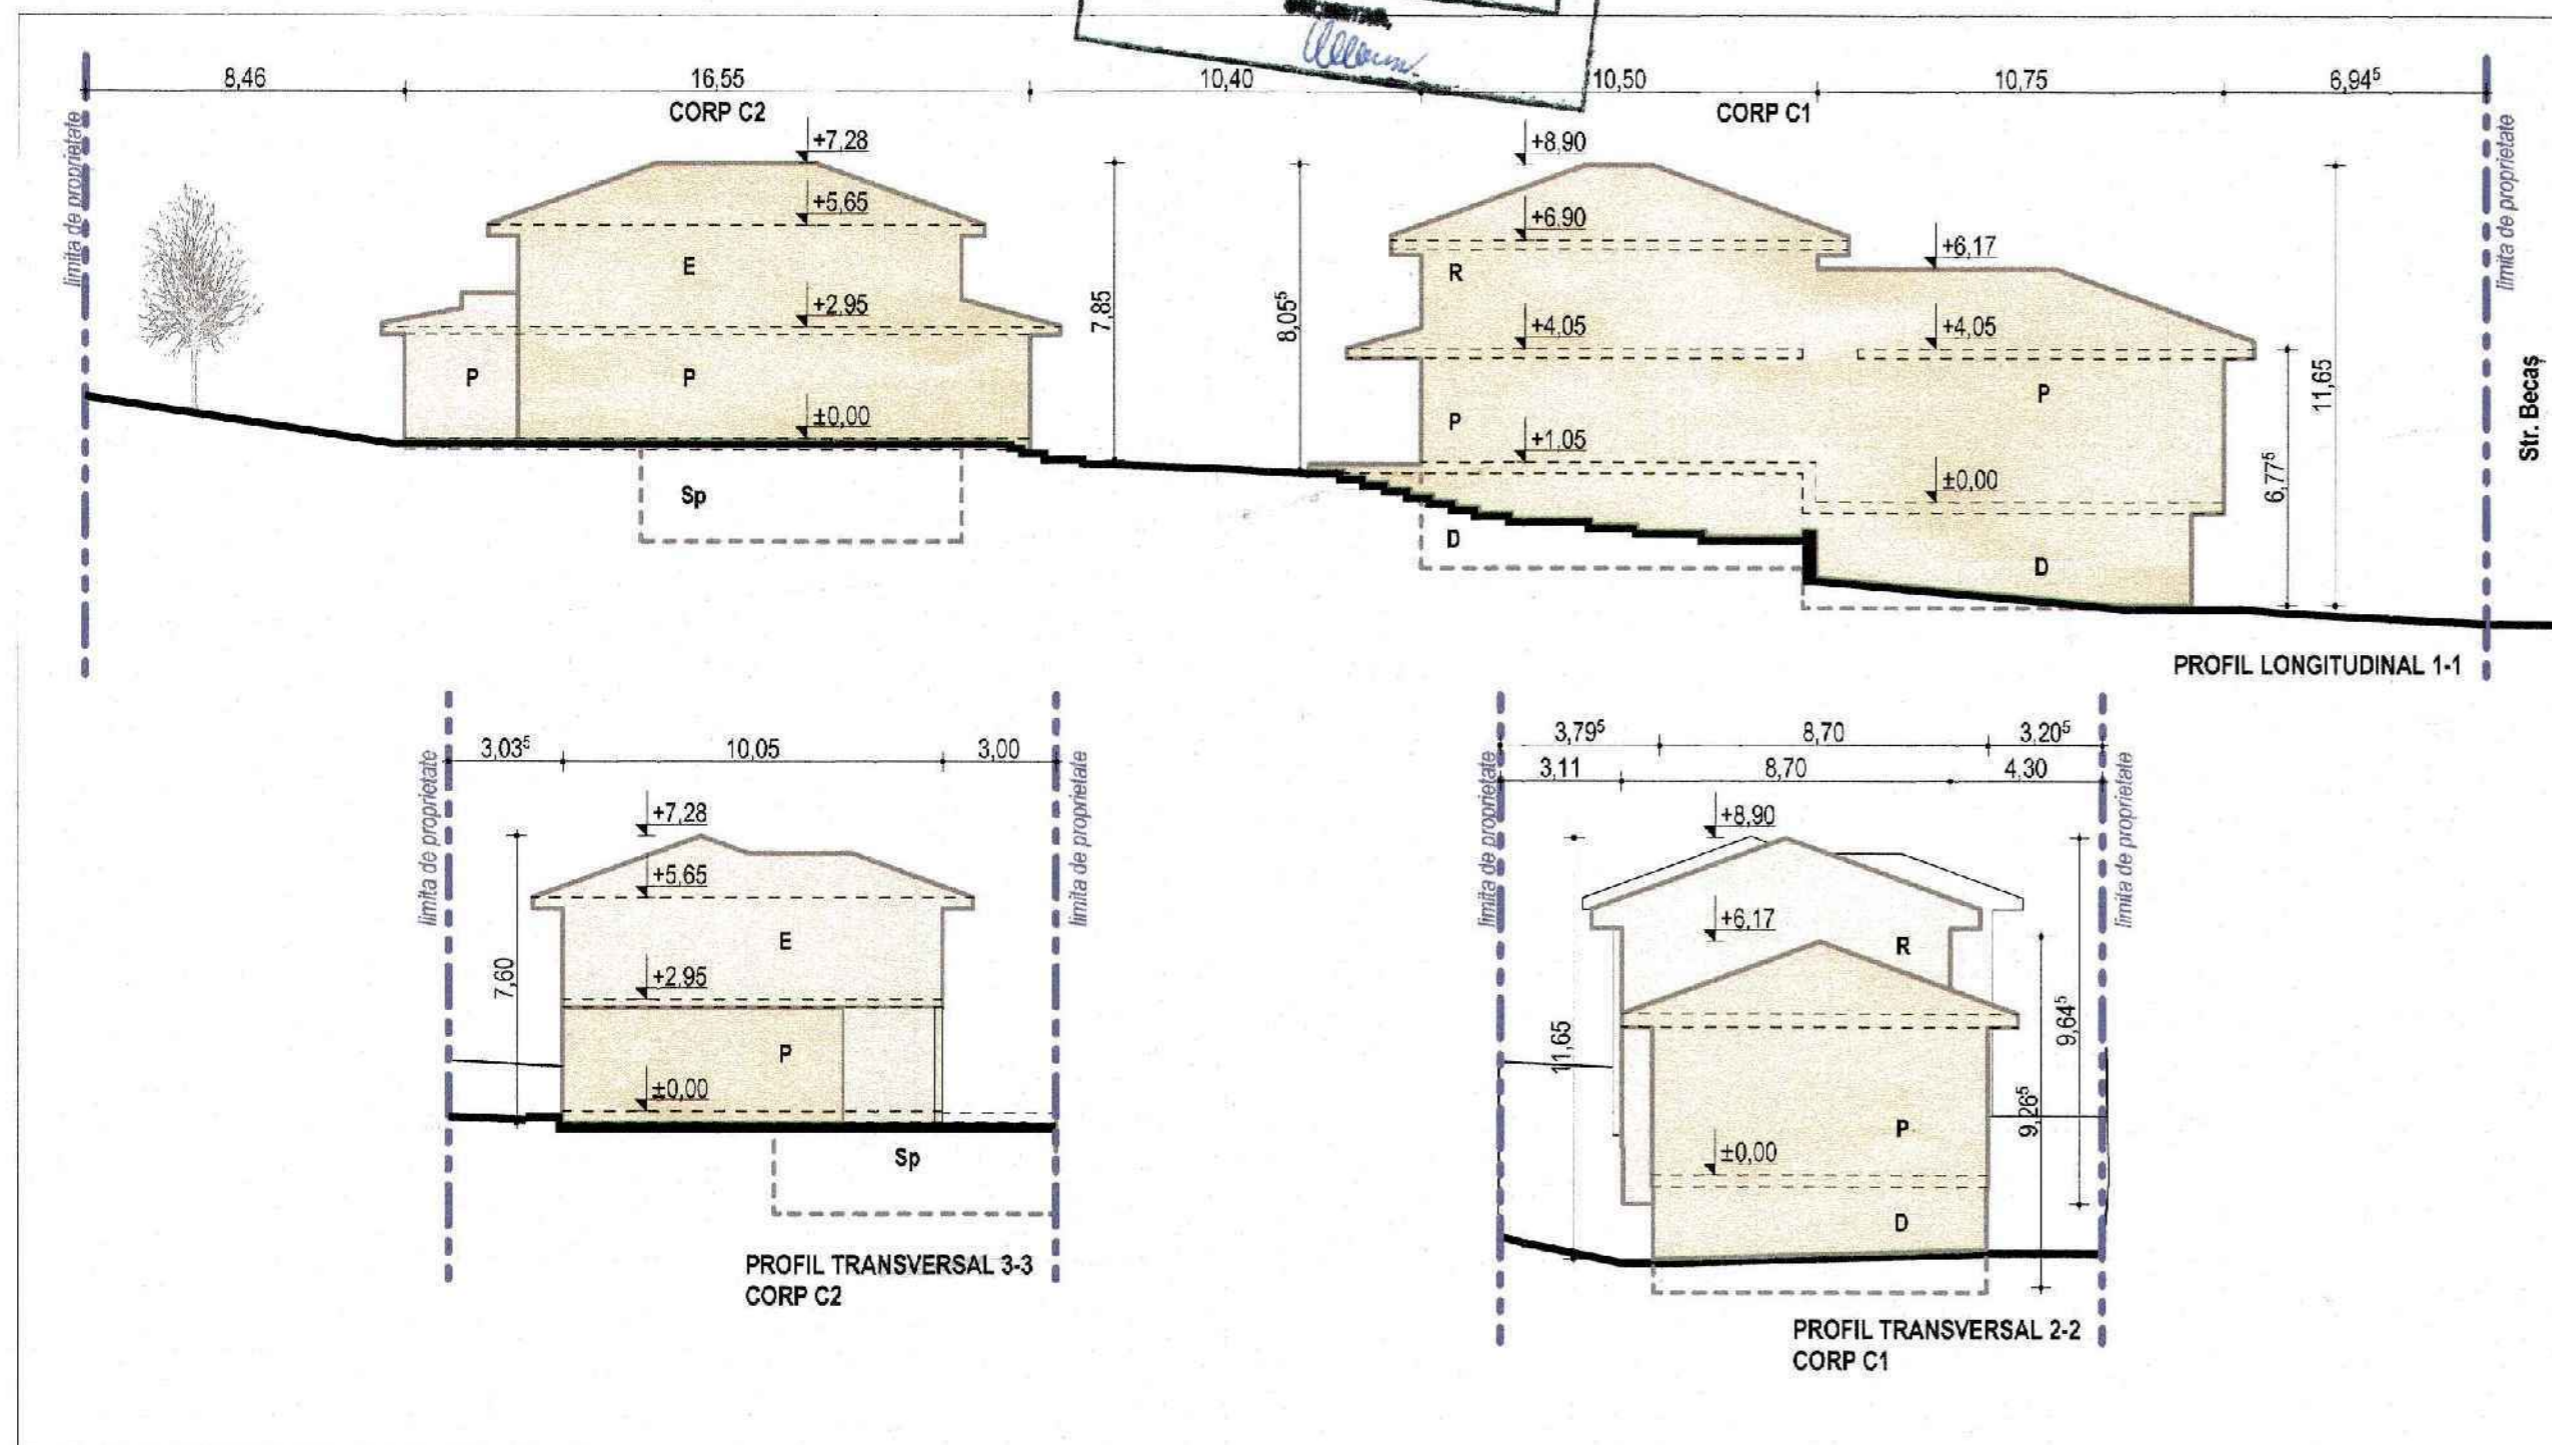 8,46
16,55
10,40
10,50
10,75
6,94⁵
CORP C2
CORP C1
limita de proprietate
limita de proprietate
+7,28
+5,65
E
+2,95
P
P
±0,00
Sp
7,85
8,05⁵
+8,90
+6,90
R
+6,17
+4,05
+4,05
P
P
+1,05
±0,00
D
D
6,77⁵
11,65
Str. Becaș
PROFIL LONGITUDINAL 1-1
3,03⁵
10,05
3,00
limita de proprietate
limita de proprietate
+7,28
+5,65
E
+2,95
7,60
P
±0,00
Sp
PROFIL TRANSVERSAL 3-3
CORP C2
3,79⁵
8,70
3,20⁵
3,11
8,70
4,30
limita de proprietate
limita de proprietate
+8,90
+6,17
R
11,65
9,64⁵
9,26⁵
P
±0,00
D
PROFIL TRANSVERSAL 2-2
CORP C1